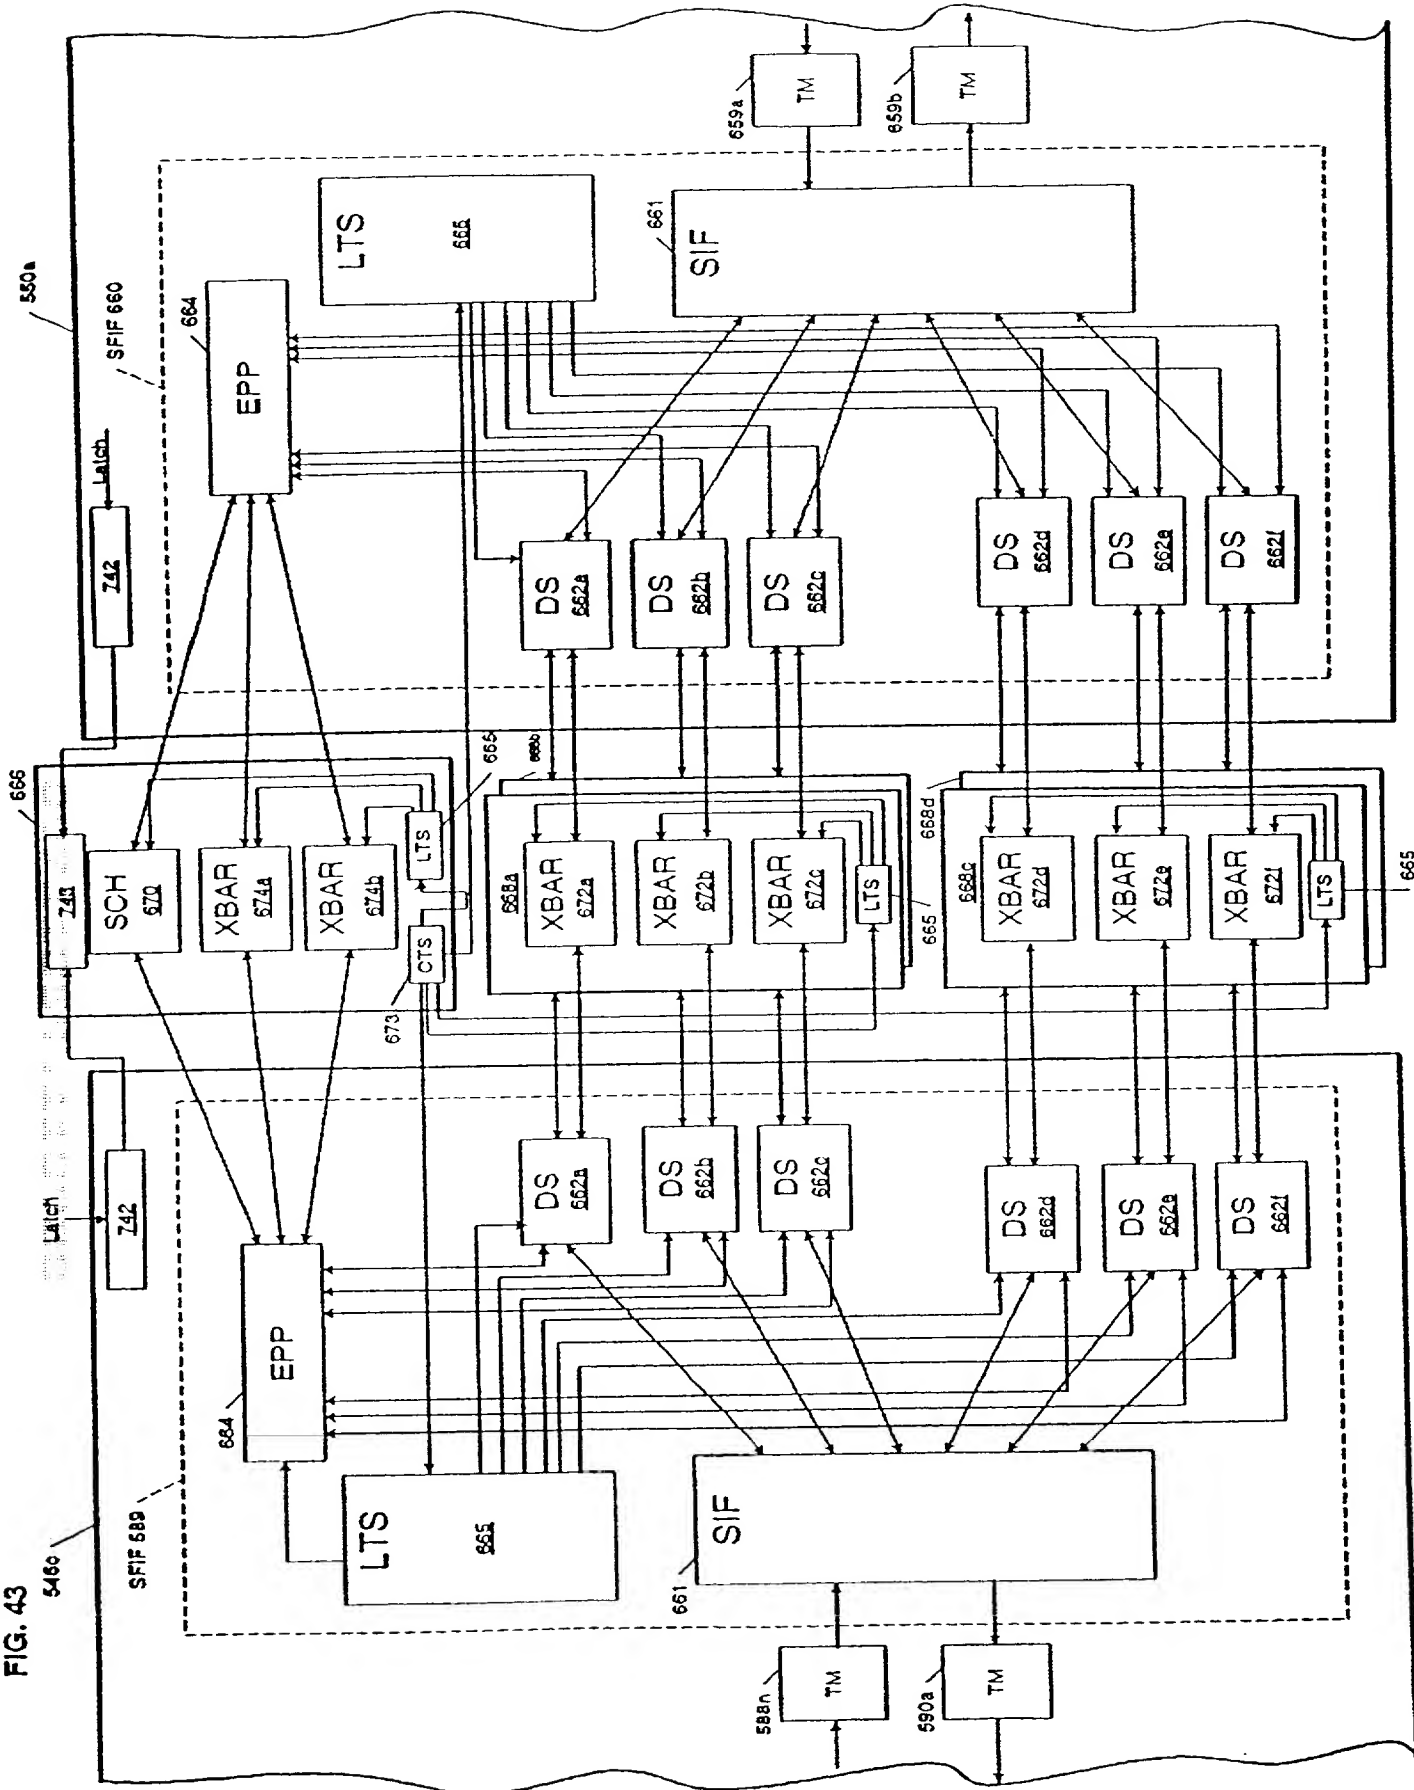 FIG. 43
546c
SFIF 589
Latch
742
664
EPP
LTS
665
661
SIF
588n
TM
590a
TM
DS
662a
DS
662b
DS
662c
DS
662d
DS
662e
DS
662f
666
743
SCH
670
XBAR
674a
XBAR
674b
673
CTS
LTS
665
668a
668b
XBAR
672a
XBAR
672b
XBAR
672c
LTS
665
668c
668d
XBAR
672d
XBAR
672e
XBAR
672f
LTS
665
550a
SFIF 660
Latch
742
664
EPP
LTS
665
661
SIF
659a
TM
659b
TM
DS
662a
DS
662b
DS
662c
DS
662d
DS
662e
DS
662f